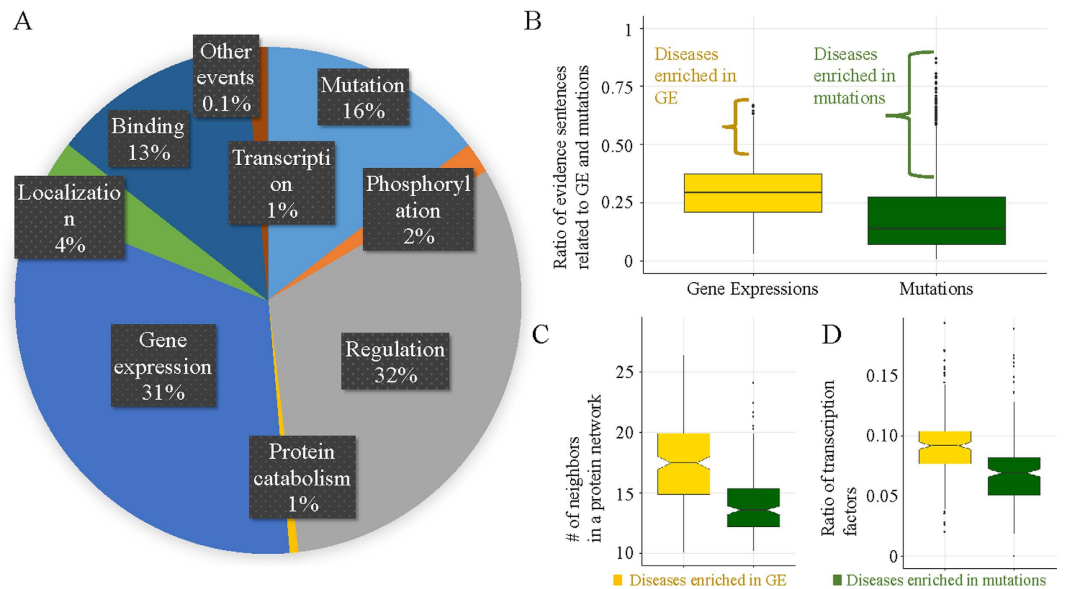 A
Other
events
0.1%
Mutation
16%
Binding
13%
Transcripti
on
1%
Phosphoryl
ation
2%
Localizatio
n
4%
Gene
expression
31%
Regulation
32%
Protein
catabolism
1%
B
Ratio of evidence sentences
related to GE and mutations
1
0.75
0.50
0.25
0
Diseases
enriched in
GE
Diseases
enriched in
mutations
Gene Expressions
Mutations
C
# of neighbors
in a protein network
25
20
15
10
D
Ratio of transcription
factors
0.15
0.10
0.05
0
Diseases enriched in GE
Diseases enriched in mutations